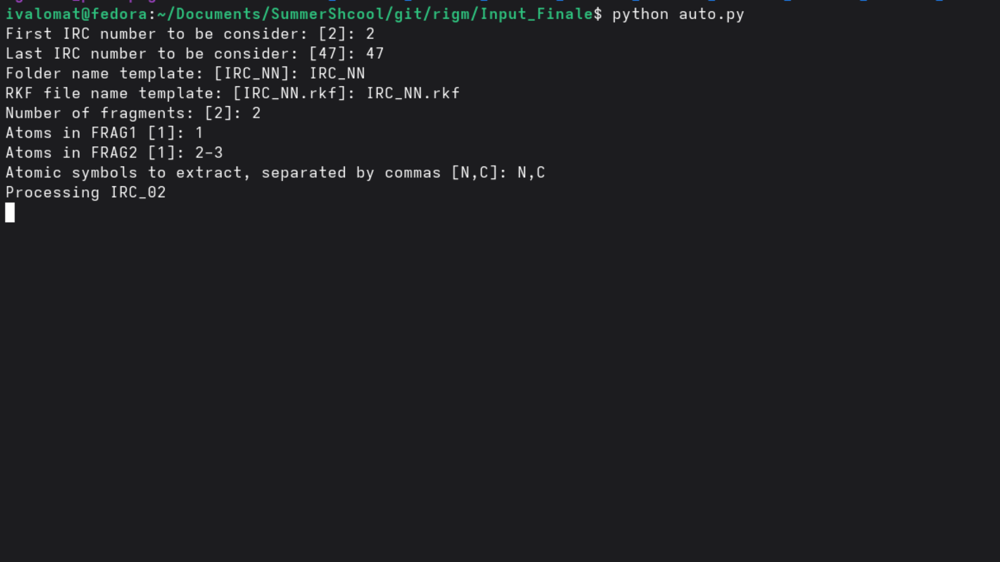 ivalomat@fedora:~/Documents/SummerShcool/git/rigm/Input_Finale$ python auto.py
First IRC number to be consider: [2]: 2
Last IRC number to be consider: [47]: 47
Folder name template: [IRC_NN]: IRC_NN
RKF file name template: [IRC_NN.rkf]: IRC_NN.rkf
Number of fragments: [2]: 2
Atoms in FRAG1 [1]: 1
Atoms in FRAG2 [1]: 2-3
Atomic symbols to extract, separated by commas [N,C]: N,C
Processing IRC_02